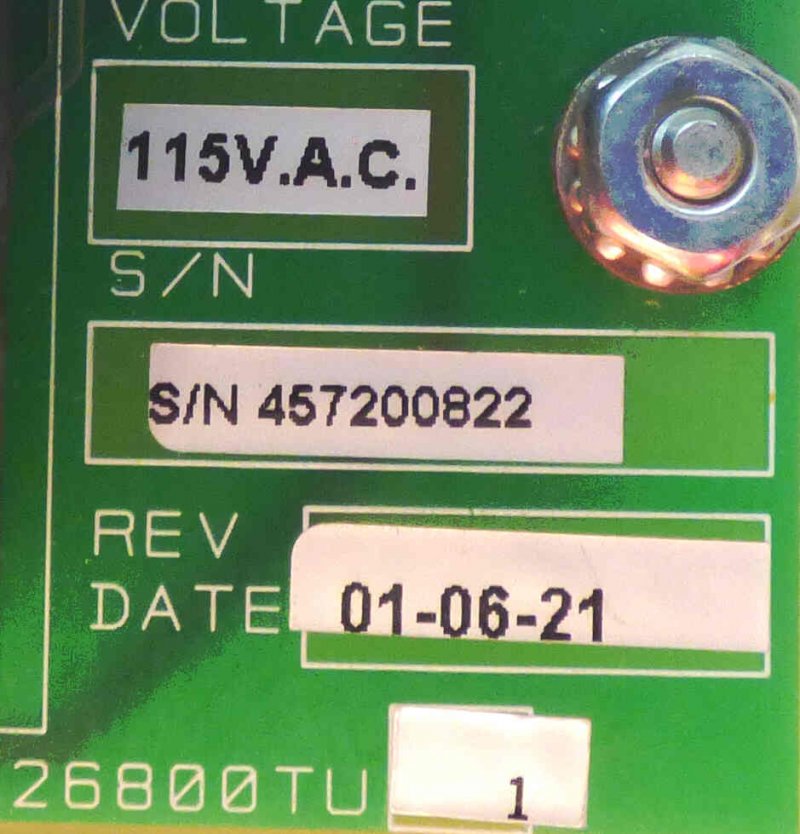 VOLTAGE
115V.A.C.
S/N
S/N 457200822
REV
DATE 01-06-21
26800TU 1